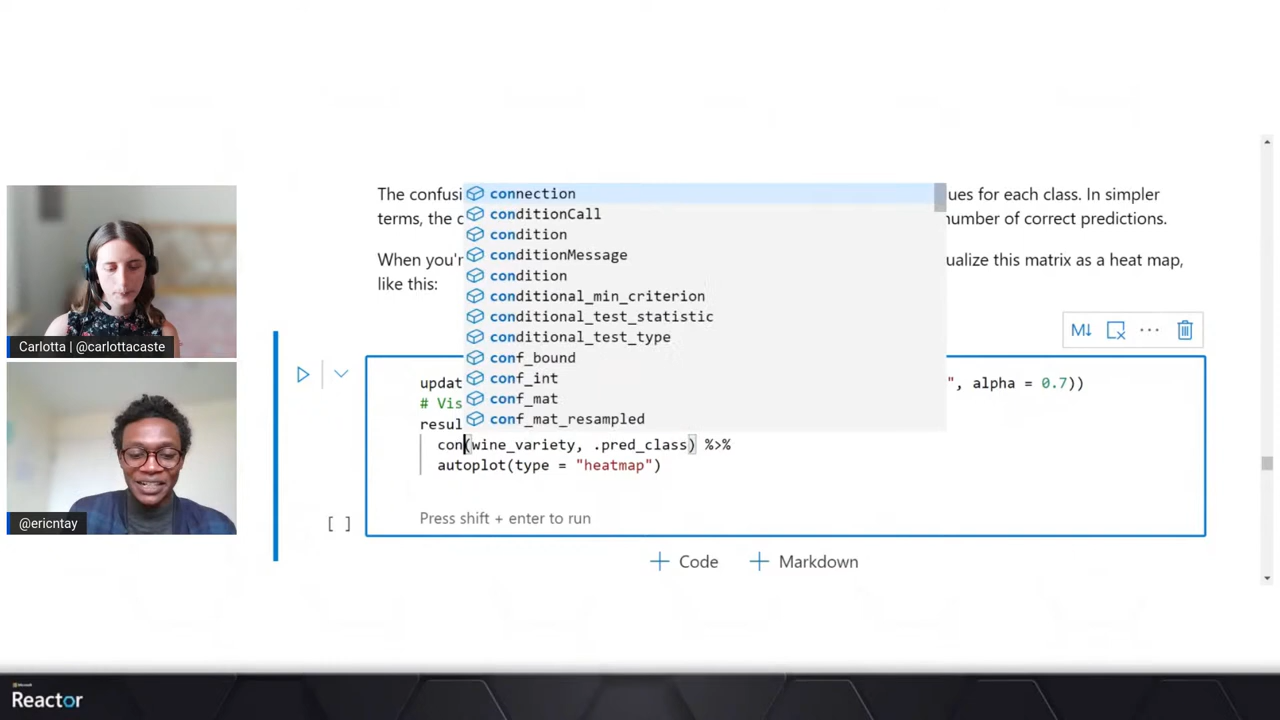 Carlotta | @carlottacaste
@ericntay
The confusi ues for each class. In simpler
terms, the c number of correct predictions.
When you'r ualize this matrix as a heat map,
like this:
connection
conditionCall
condition
conditionMessage
condition
conditional_min_criterion
conditional_test_statistic
conditional_test_type
conf_bound
conf_int
conf_mat
conf_mat_resampled
M↓
updat ", alpha = 0.7))
# Vis
resul
con(wine_variety, .pred_class) %>%
autoplot(type = "heatmap")
Press shift + enter to run
[ ]
+ Code + Markdown
Microsoft
Reactor